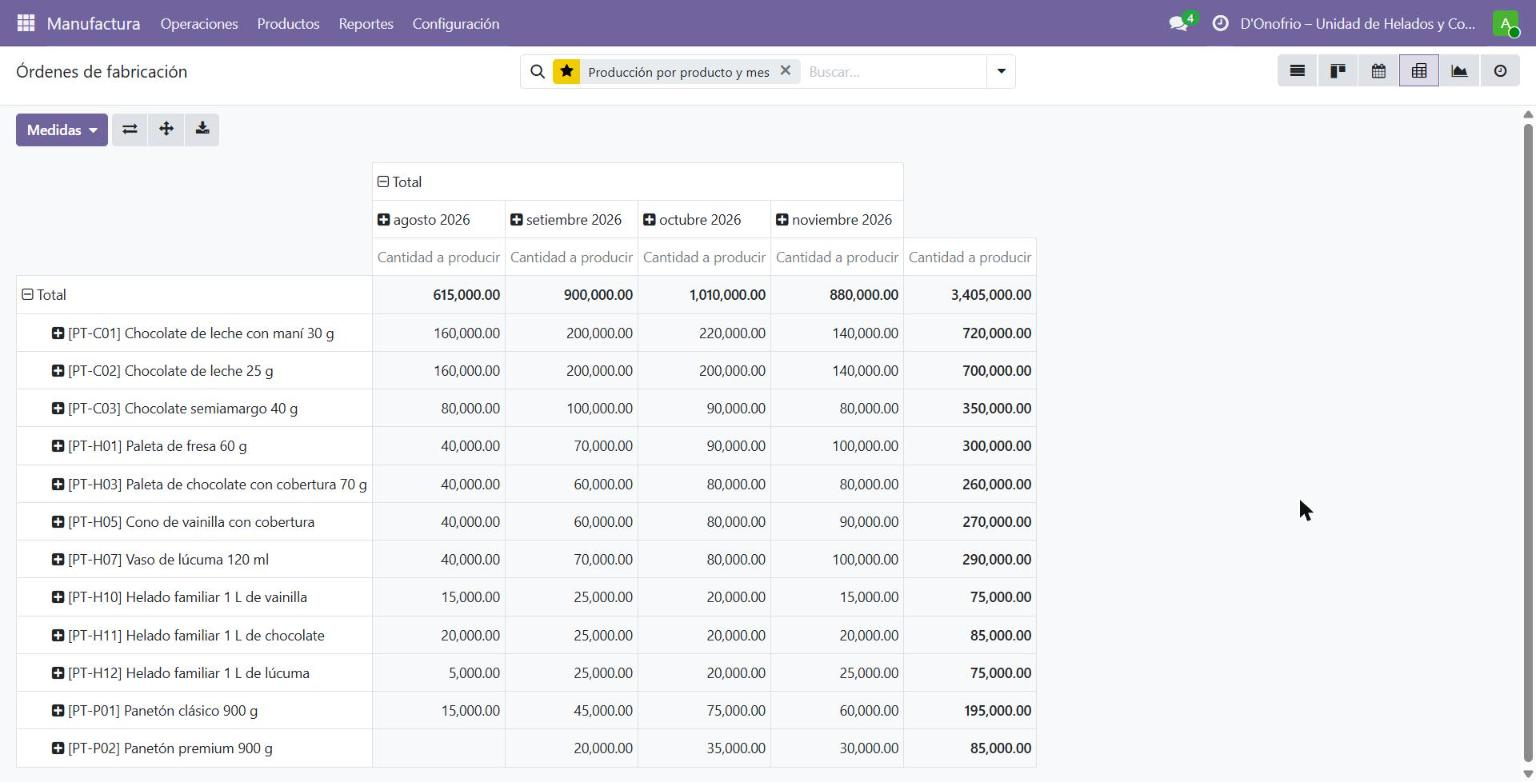 Manufactura Operaciones Productos Reportes Configuración 4 D'Onofrio – Unidad de Helados y Co... A
Órdenes de fabricación Producción por producto y mes Buscar...
Medidas
Total
agosto 2026 setiembre 2026 octubre 2026 noviembre 2026
Cantidad a producir Cantidad a producir Cantidad a producir Cantidad a producir Cantidad a producir
Total 615,000.00 900,000.00 1,010,000.00 880,000.00 3,405,000.00
[PT-C01] Chocolate de leche con maní 30 g 160,000.00 200,000.00 220,000.00 140,000.00 720,000.00
[PT-C02] Chocolate de leche 25 g 160,000.00 200,000.00 200,000.00 140,000.00 700,000.00
[PT-C03] Chocolate semiamargo 40 g 80,000.00 100,000.00 90,000.00 80,000.00 350,000.00
[PT-H01] Paleta de fresa 60 g 40,000.00 70,000.00 90,000.00 100,000.00 300,000.00
[PT-H03] Paleta de chocolate con cobertura 70 g 40,000.00 60,000.00 80,000.00 80,000.00 260,000.00
[PT-H05] Cono de vainilla con cobertura 40,000.00 60,000.00 80,000.00 90,000.00 270,000.00
[PT-H07] Vaso de lúcuma 120 ml 40,000.00 70,000.00 80,000.00 100,000.00 290,000.00
[PT-H10] Helado familiar 1 L de vainilla 15,000.00 25,000.00 20,000.00 15,000.00 75,000.00
[PT-H11] Helado familiar 1 L de chocolate 20,000.00 25,000.00 20,000.00 20,000.00 85,000.00
[PT-H12] Helado familiar 1 L de lúcuma 5,000.00 25,000.00 20,000.00 25,000.00 75,000.00
[PT-P01] Panetón clásico 900 g 15,000.00 45,000.00 75,000.00 60,000.00 195,000.00
[PT-P02] Panetón premium 900 g 20,000.00 35,000.00 30,000.00 85,000.00